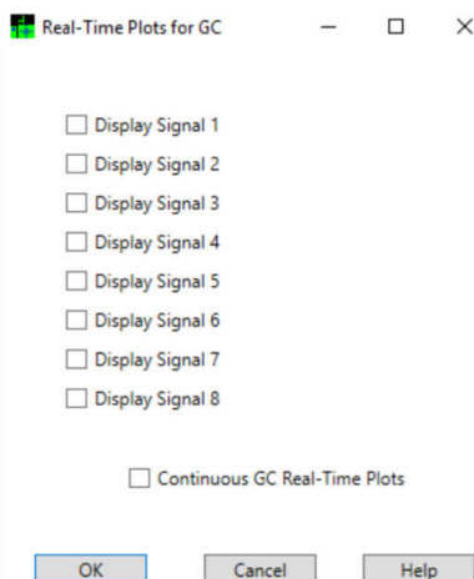 Real-Time Plots for GC
Display Signal 1
Display Signal 2
Display Signal 3
Display Signal 4
Display Signal 5
Display Signal 6
Display Signal 7
Display Signal 8
Continuous GC Real-Time Plots
OK Cancel Help